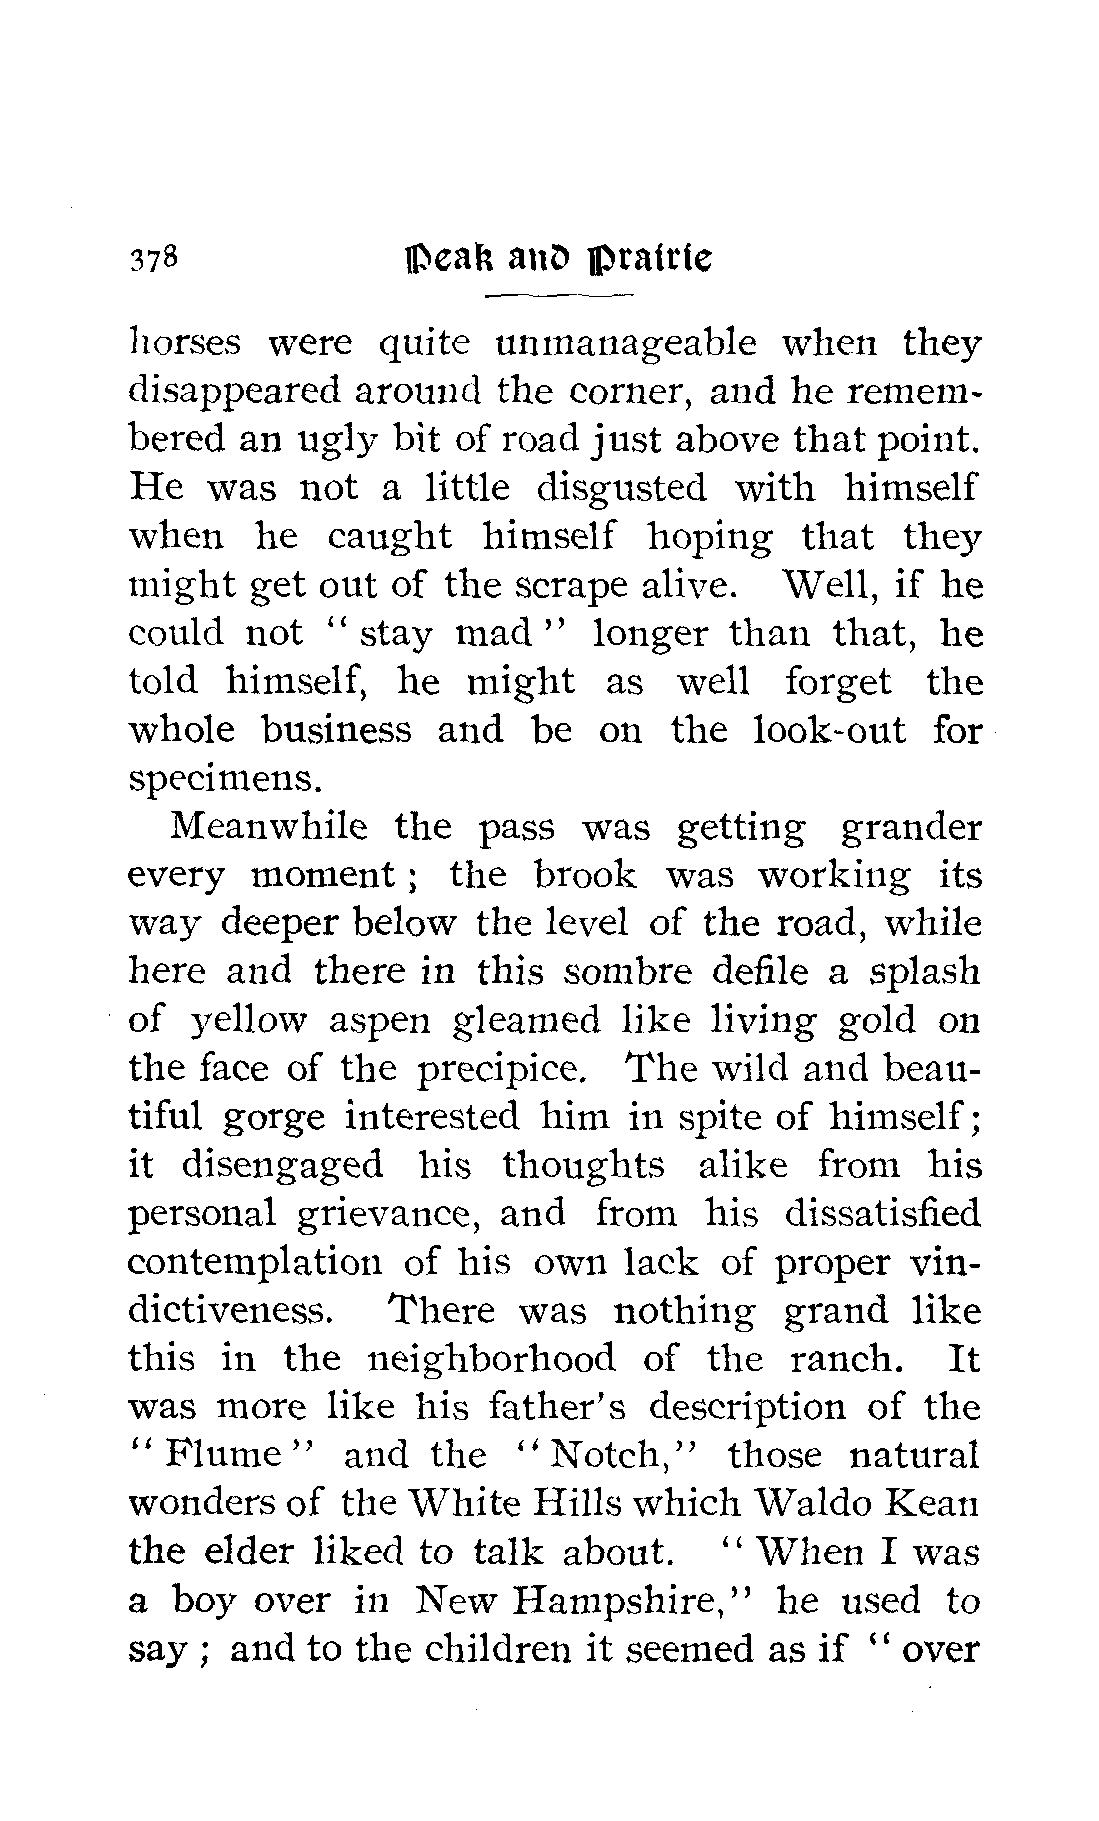 378 Peak and Prairie
horses were quite unmanageable when they
disappeared around the corner, and he remem-
bered an ugly bit of road just above that point.
He was not a little disgusted with himself
when he caught himself hoping that they
might get out of the scrape alive. Well, if he
could not " stay mad " longer than that, he
told himself, he might as well forget the
whole business and be on the look-out for
specimens.
Meanwhile the pass was getting grander
every moment ; the brook was working its
way deeper below the level of the road, while
here and there in this sombre defile a splash
of yellow aspen gleamed like living gold on
the face of the precipice. The wild and beau-
tiful gorge interested him in spite of himself ;
it disengaged his thoughts alike from his
personal grievance, and from his dissatisfied
contemplation of his own lack of proper vin-
dictiveness. There was nothing grand like
this in the neighborhood of the ranch. It
was more like his father's description of the
" Flume " and the " Notch," those natural
wonders of the White Hills which Waldo Kean
the elder liked to talk about. " When I was
a boy over in New Hampshire," he used to
say ; and to the children it seemed as if " over